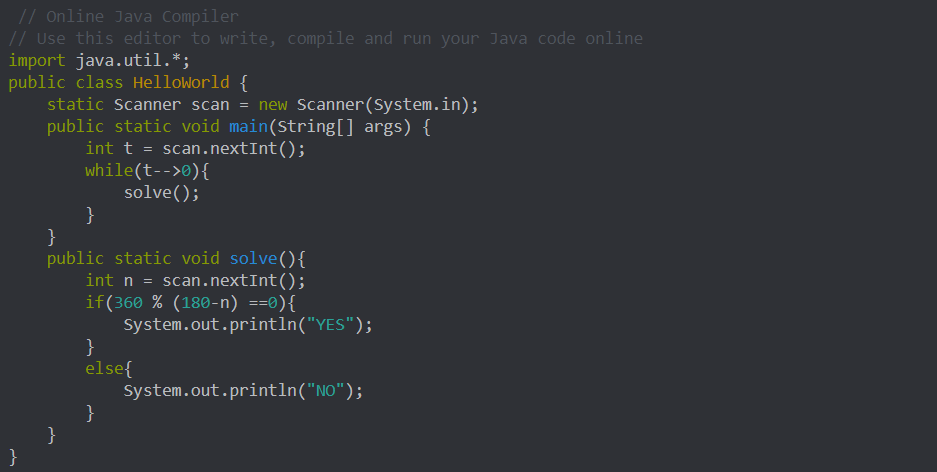 // Online Java Compiler
// Use this editor to write, compile and run your Java code online
import java.util.*;
public class HelloWorld {
    static Scanner scan = new Scanner(System.in);
    public static void main(String[] args) {
        int t = scan.nextInt();
        while(t-->0){
            solve();
        }
    }
    public static void solve(){
        int n = scan.nextInt();
        if(360 % (180-n) ==0){
            System.out.println("YES");
        }
        else{
            System.out.println("NO");
        }
    }
}